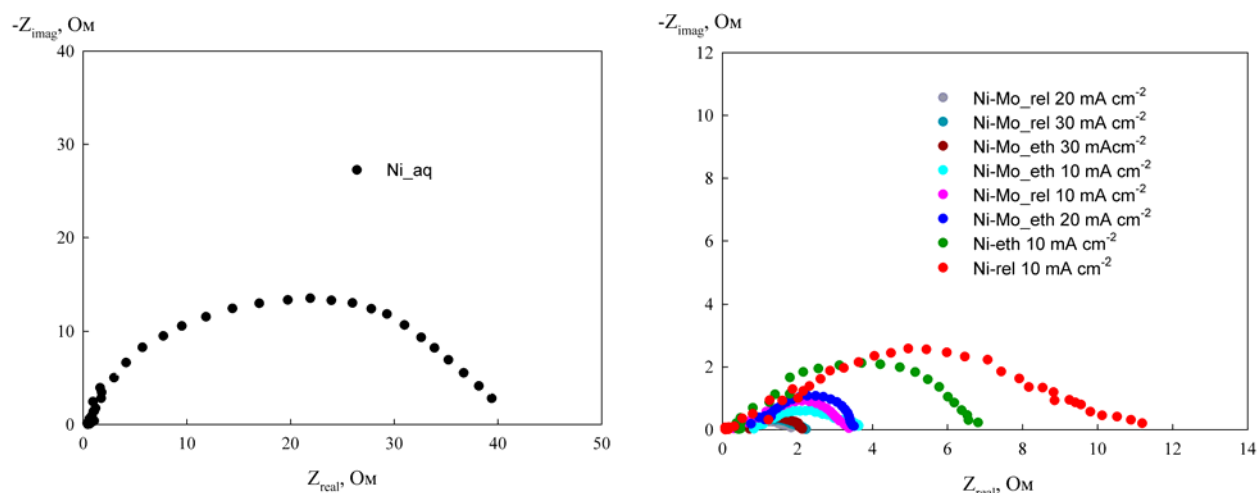 -Zimag, Ом
40
30
20
10
0
0 10 20 30 40 50
Zreal, Ом
Ni_aq
-Zimag, Ом
12
10
8
6
4
2
0
0 2 4 6 8 10 12 14
Zreal, Ом
Ni-Mo_rel 20 mA cm-2
Ni-Mo_rel 30 mA cm-2
Ni-Mo_eth 30 mAcm-2
Ni-Mo_eth 10 mA cm-2
Ni-Mo_rel 10 mA cm-2
Ni-Mo_eth 20 mA cm-2
Ni-eth 10 mA cm-2
Ni-rel 10 mA cm-2